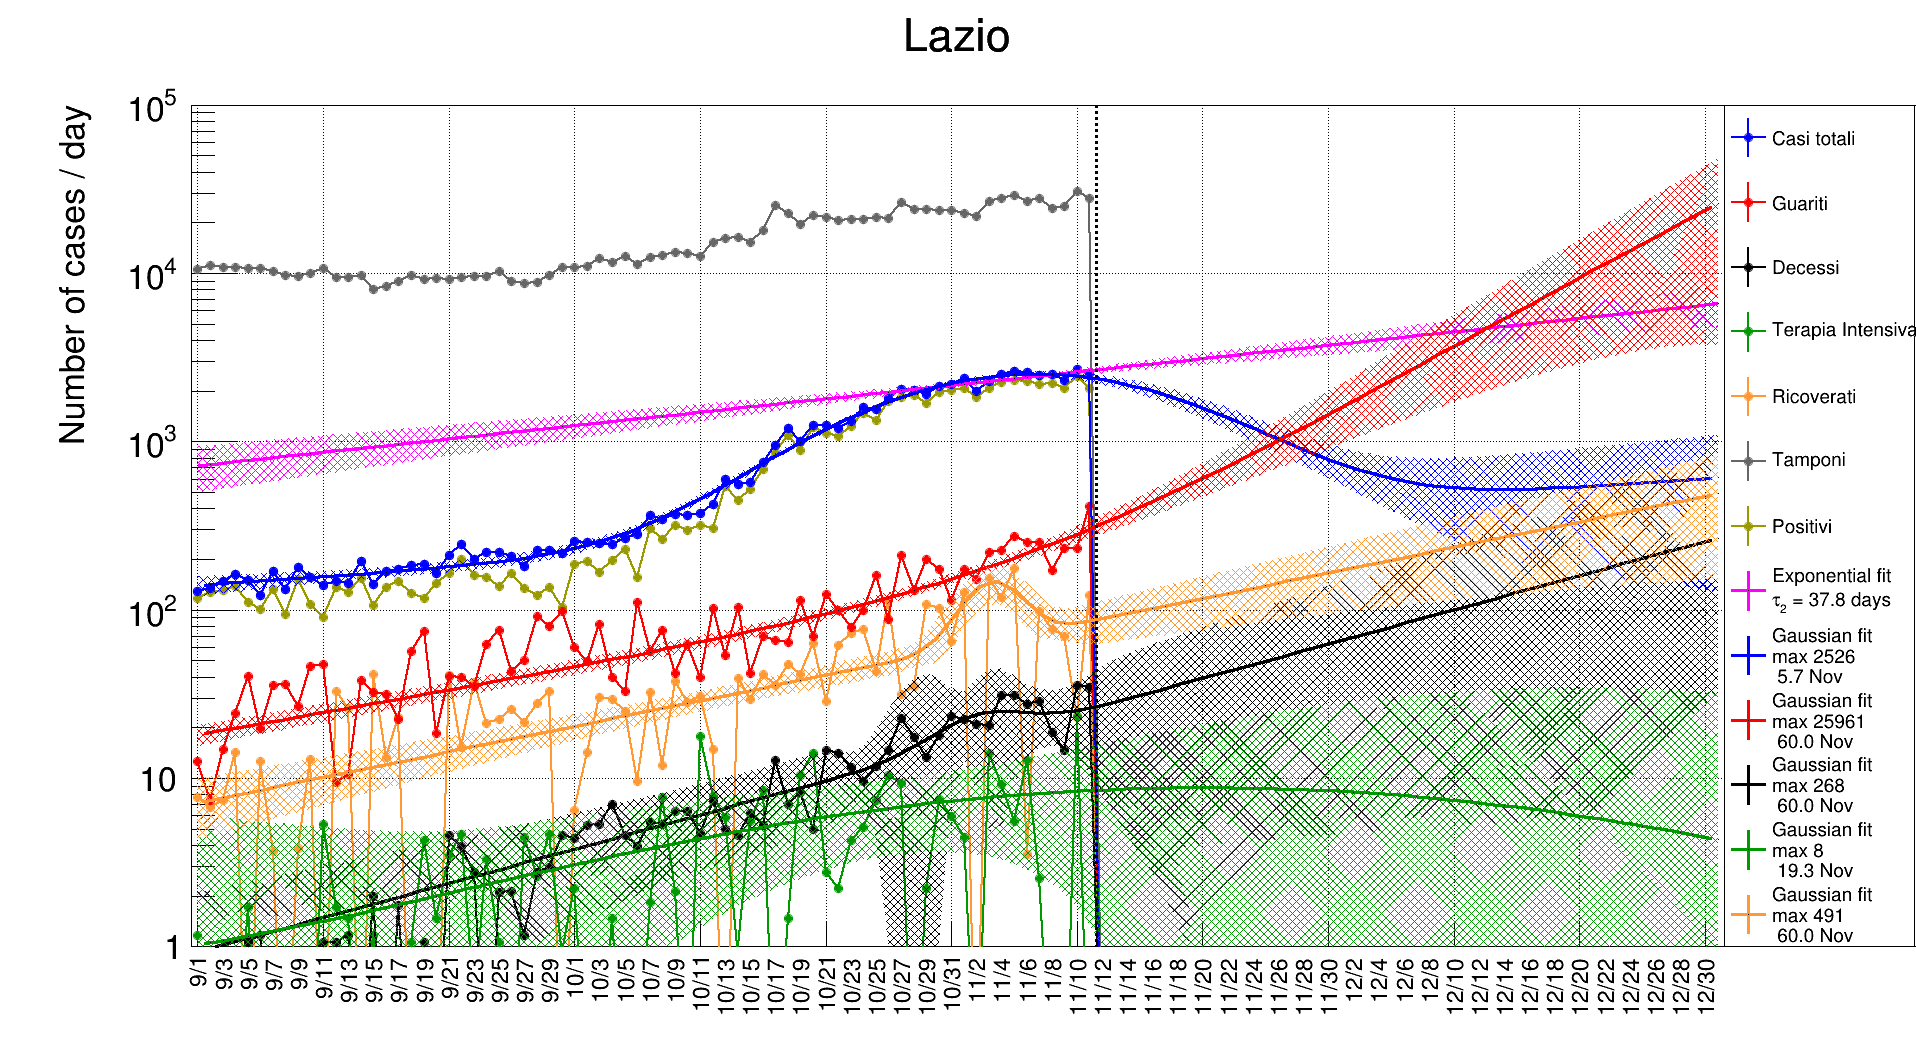 Lazio
Number of cases / day
10^5
10^4
10^3
10^2
10
1
9/1
9/3
9/5
9/7
9/9
9/11
9/13
9/15
9/17
9/19
9/21
9/23
9/25
9/27
9/29
10/1
10/3
10/5
10/7
10/9
10/11
10/13
10/15
10/17
10/19
10/21
10/23
10/25
10/27
10/29
10/31
11/2
11/4
11/6
11/8
11/10
11/12
11/14
11/16
11/18
11/20
11/22
11/24
11/26
11/28
11/30
12/2
12/4
12/6
12/8
12/10
12/12
12/14
12/16
12/18
12/20
12/22
12/24
12/26
12/28
12/30
Casi totali
Guariti
Decessi
Terapia Intensiva
Ricoverati
Tamponi
Positivi
Exponential fit
τ₂ = 37.8 days
Gaussian fit
max 2526
5.7 Nov
Gaussian fit
max 25961
60.0 Nov
Gaussian fit
max 268
60.0 Nov
Gaussian fit
max 8
19.3 Nov
Gaussian fit
max 491
60.0 Nov